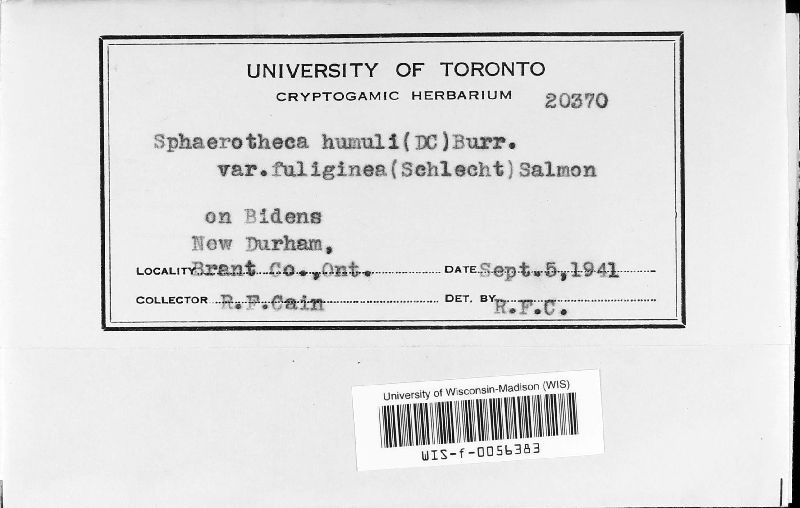 UNIVERSITY OF TORONTO
CRYPTOGAMIC HERBARIUM 20370
Sphaerotheca humuli(DC)Burr.
var.fuliginea(Schlecht)Salmon
on Bidens
New Durham,
LOCALITY Brant Co.,Ont. DATE Sept.5,1941
COLLECTOR R.F.Cain DET. BY R.F.C.
University of Wisconsin-Madison (WIS)
WIS-f-0056383